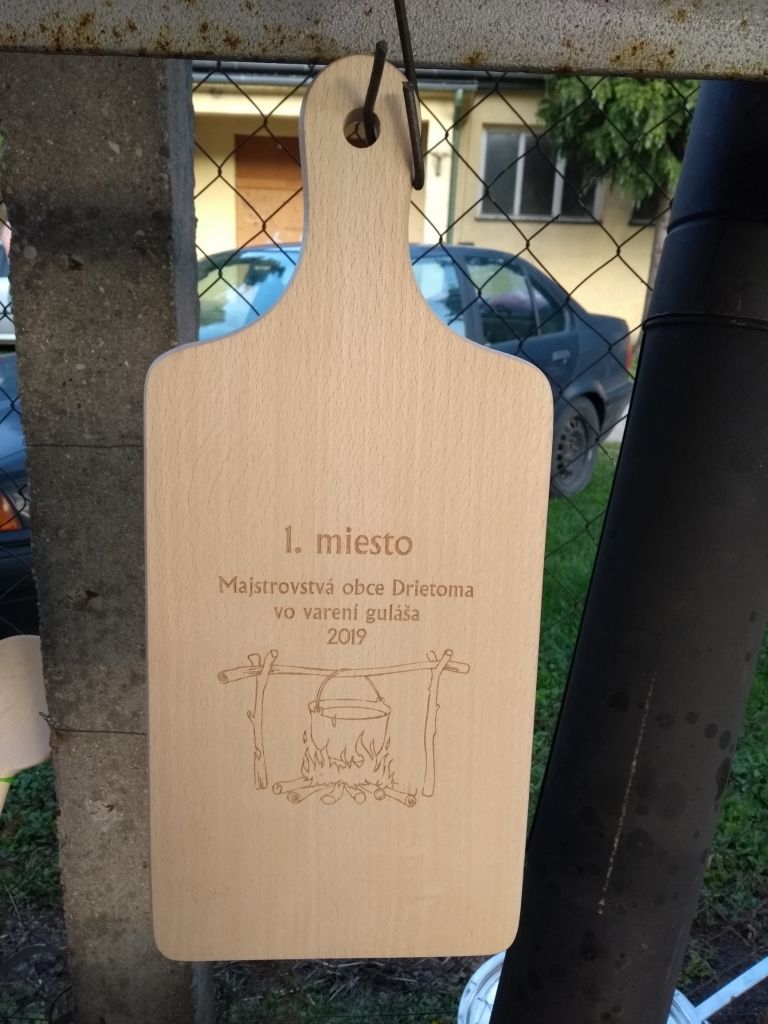 1. miesto
Majstrovstvá obce Drietoma
vo varení guláša
2019